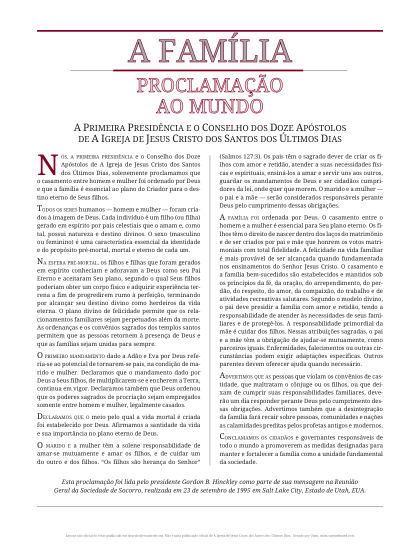 A FAMÍLIA
PROCLAMAÇÃO
AO MUNDO
A PRIMEIRA PRESIDÊNCIA E O CONSELHO DOS DOZE APÓSTOLOS
DE A IGREJA DE JESUS CRISTO DOS SANTOS DOS ÚLTIMOS DIAS
NÓS, A PRIMEIRA PRESIDÊNCIA e o Conselho dos Doze
Apóstolos de A Igreja de Jesus Cristo dos Santos
dos Últimos Dias, solenemente proclamamos que
o casamento entre homem e mulher foi ordenado por Deus
e que a família é essencial ao plano do Criador para o des-
tino eterno de Seus filhos.
TODOS OS SERES humanos — homem e mulher — foram cria-
dos à imagem de Deus. Cada indivíduo é um filho (ou filha)
gerado em espírito por pais celestiais que o amam e, como
tal, possui natureza e destino divinos. O sexo (masculino
ou feminino) é uma característica essencial da identidade
e do propósito pré-mortal, mortal e eterno de cada um.
NA ESFERA PRÉ-MORTAL, os filhos e filhas que foram gerados
em espírito conheciam e adoravam a Deus como seu Pai
Eterno e aceitaram Seu plano, segundo o qual Seus filhos
poderiam obter um corpo físico e adquirir experiência ter-
rena a fim de progredirem rumo à perfeição, terminando
por alcançar seu destino divino como herdeiros da vida
eterna. O plano divino de felicidade permite que os rela-
cionamentos familiares sejam perpetuados além da morte.
As ordenanças e os convênios sagrados dos templos santos
permitem que as pessoas retornem à presença de Deus e
que as famílias sejam unidas para sempre.
O PRIMEIRO MANDAMENTO dado a Adão e Eva por Deus refe-
ria-se ao potencial de tornarem-se pais, na condição de ma-
rido e mulher. Declaramos que o mandamento dado por
Deus a Seus filhos, de multiplicarem-se e encherem a Terra,
continua em vigor. Declaramos também que Deus ordenou
que os poderes sagrados de procriação sejam empregados
somente entre homem e mulher, legalmente casados.
DECLARAMOS QUE o meio pelo qual a vida mortal é criada
foi estabelecido por Deus. Afirmamos a santidade da vida
e sua importância no plano eterno de Deus.
O MARIDO E a mulher têm a solene responsabilidade de
amar-se mutuamente e amar os filhos, e de cuidar um
do outro e dos filhos. "Os filhos são herança do Senhor"
(Salmos 127:3). Os pais têm o sagrado dever de criar os fi-
lhos com amor e retidão, atender a suas necessidades físi-
cas e espirituais, ensiná-los a amar e servir uns aos outros,
guardar os mandamentos de Deus e ser cidadãos cumpri-
dores da lei, onde quer que morem. O marido e a mulher —
o pai e a mãe — serão considerados responsáveis perante
Deus pelo cumprimento dessas obrigações.
A FAMÍLIA FOI ordenada por Deus. O casamento entre o
homem e a mulher é essencial para Seu plano eterno. Os fi-
lhos têm o direito de nascer dentro dos laços do matrimônio
e de ser criados por pai e mãe que honrem os votos matri-
moniais com total fidelidade. A felicidade na vida familiar
é mais provável de ser alcançada quando fundamentada
nos ensinamentos do Senhor Jesus Cristo. O casamento e
a família bem-sucedidos são estabelecidos e mantidos sob
os princípios da fé, da oração, do arrependimento, do per-
dão, do respeito, do amor, da compaixão, do trabalho e de
atividades recreativas salutares. Segundo o modelo divino,
o pai deve presidir a família com amor e retidão, tendo a
responsabilidade de atender às necessidades de seus fami-
liares e de protegê-los. A responsabilidade primordial da
mãe é cuidar dos filhos. Nessas atribuições sagradas, o pai
e a mãe têm a obrigação de ajudar-se mutuamente, como
parceiros iguais. Enfermidades, falecimentos ou outras cir-
cunstâncias podem exigir adaptações específicas. Outros
parentes devem oferecer ajuda quando necessário.
ADVERTIMOS QUE as pessoas que violam os convênios de cas-
tidade, que maltratam o cônjuge ou os filhos, ou que dei-
xam de cumprir suas responsabilidades familiares, deve-
rão um dia responder perante Deus pelo cumprimento des-
sas obrigações. Advertimos também que a desintegração
da família fará recair sobre pessoas, comunidades e nações
as calamidades preditas pelos profetas antigos e modernos.
CONCLAMAMOS OS CIDADÃOS e governantes responsáveis de
todo o mundo a promoverem as medidas designadas para
manter e fortalecer a família como a unidade fundamental
da sociedade.
Esta proclamação foi lida pelo presidente Gordon B. Hinckley como parte de sua mensagem na Reunião
Geral da Sociedade de Socorro, realizada em 23 de setembro de 1995 em Salt Lake City, Estado de Utah, EUA.